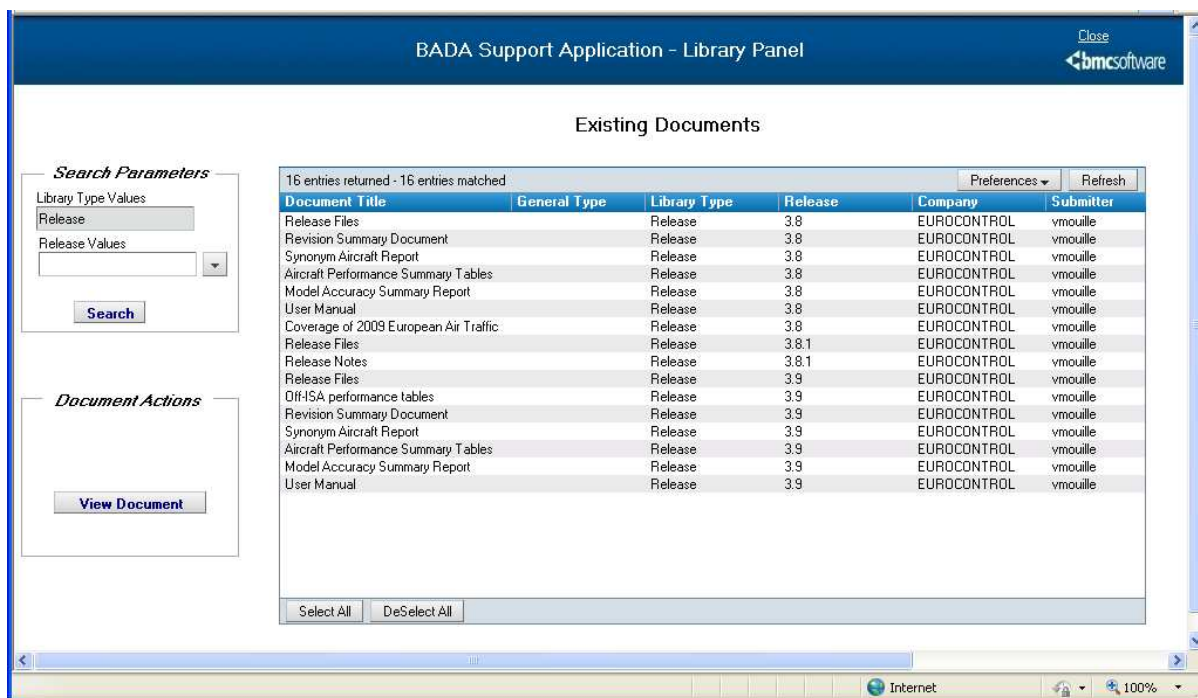 BADA Support Application - Library Panel
Close
bmcsoftware
Existing Documents
Search Parameters
Library Type Values
Release
Release Values
Search
Document Actions
View Document
16 entries returned - 16 entries matched
Preferences
Refresh
Document Title General Type Library Type Release Company Submitter
Release Files Release 3.8 EUROCONTROL vmouille
Revision Summary Document Release 3.8 EUROCONTROL vmouille
Synonym Aircraft Report Release 3.8 EUROCONTROL vmouille
Aircraft Performance Summary Tables Release 3.8 EUROCONTROL vmouille
Model Accuracy Summary Report Release 3.8 EUROCONTROL vmouille
User Manual Release 3.8 EUROCONTROL vmouille
Coverage of 2009 European Air Traffic Release 3.8 EUROCONTROL vmouille
Release Files Release 3.8.1 EUROCONTROL vmouille
Release Notes Release 3.8.1 EUROCONTROL vmouille
Release Files Release 3.9 EUROCONTROL vmouille
Off-ISA performance tables Release 3.9 EUROCONTROL vmouille
Revision Summary Document Release 3.9 EUROCONTROL vmouille
Synonym Aircraft Report Release 3.9 EUROCONTROL vmouille
Aircraft Performance Summary Tables Release 3.9 EUROCONTROL vmouille
Model Accuracy Summary Report Release 3.9 EUROCONTROL vmouille
User Manual Release 3.9 EUROCONTROL vmouille
Select All
DeSelect All
Internet
100%